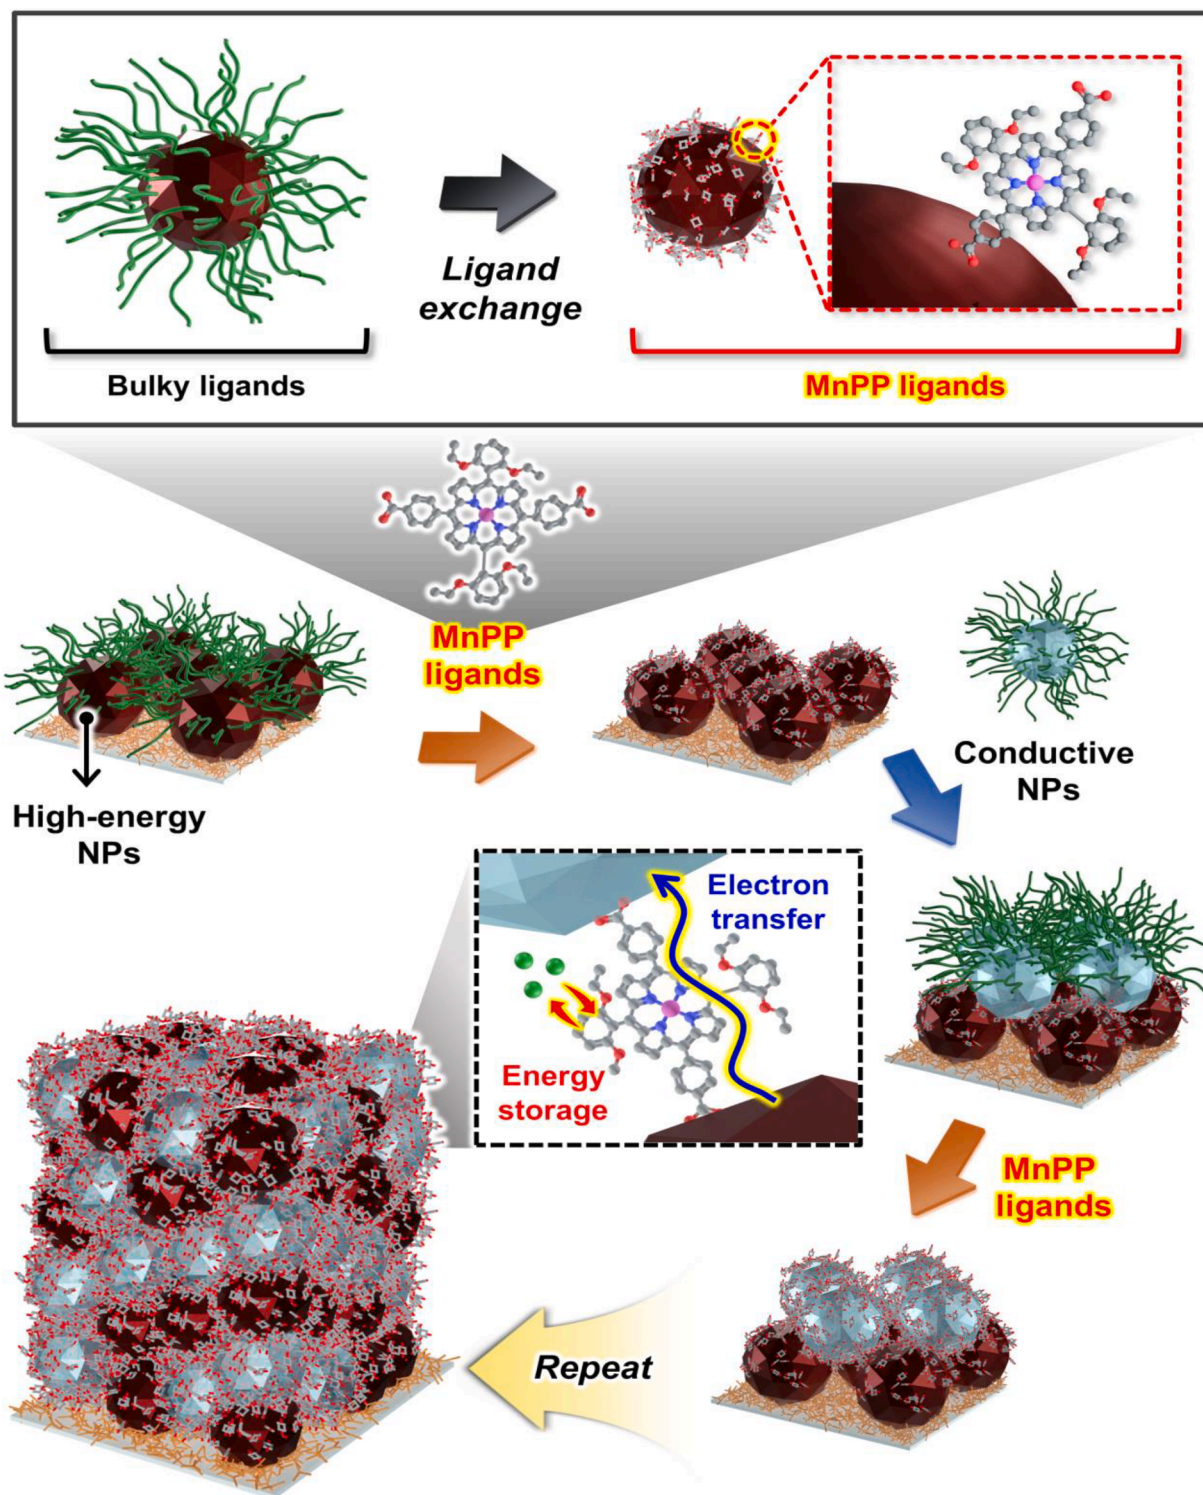 Ligand
exchange
Bulky ligands
MnPP ligands
MnPP
ligands
High-energy
NPs
Conductive
NPs
Electron
transfer
Energy
storage
MnPP
ligands
Repeat